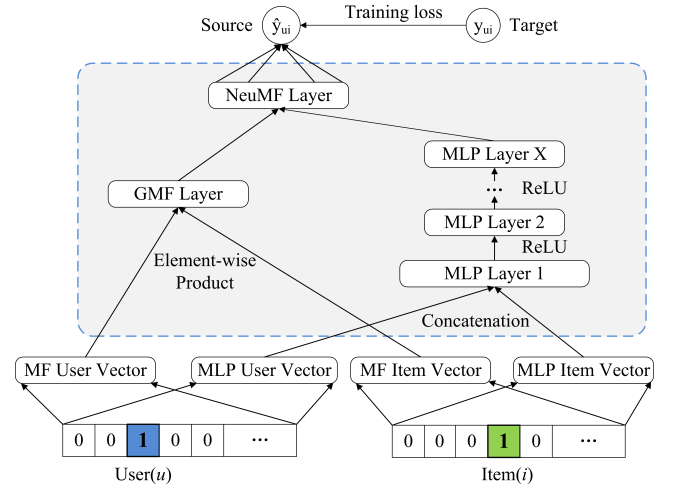 Source ŷui Training loss yui Target
NeuMF Layer
MLP Layer X
... ReLU
GMF Layer
MLP Layer 2
ReLU
Element-wise
Product
MLP Layer 1
Concatenation
MF User Vector MLP User Vector MF Item Vector MLP Item Vector
0 0 1 0 0 ... 0 0 0 1 0 ...
User(u) Item(i)